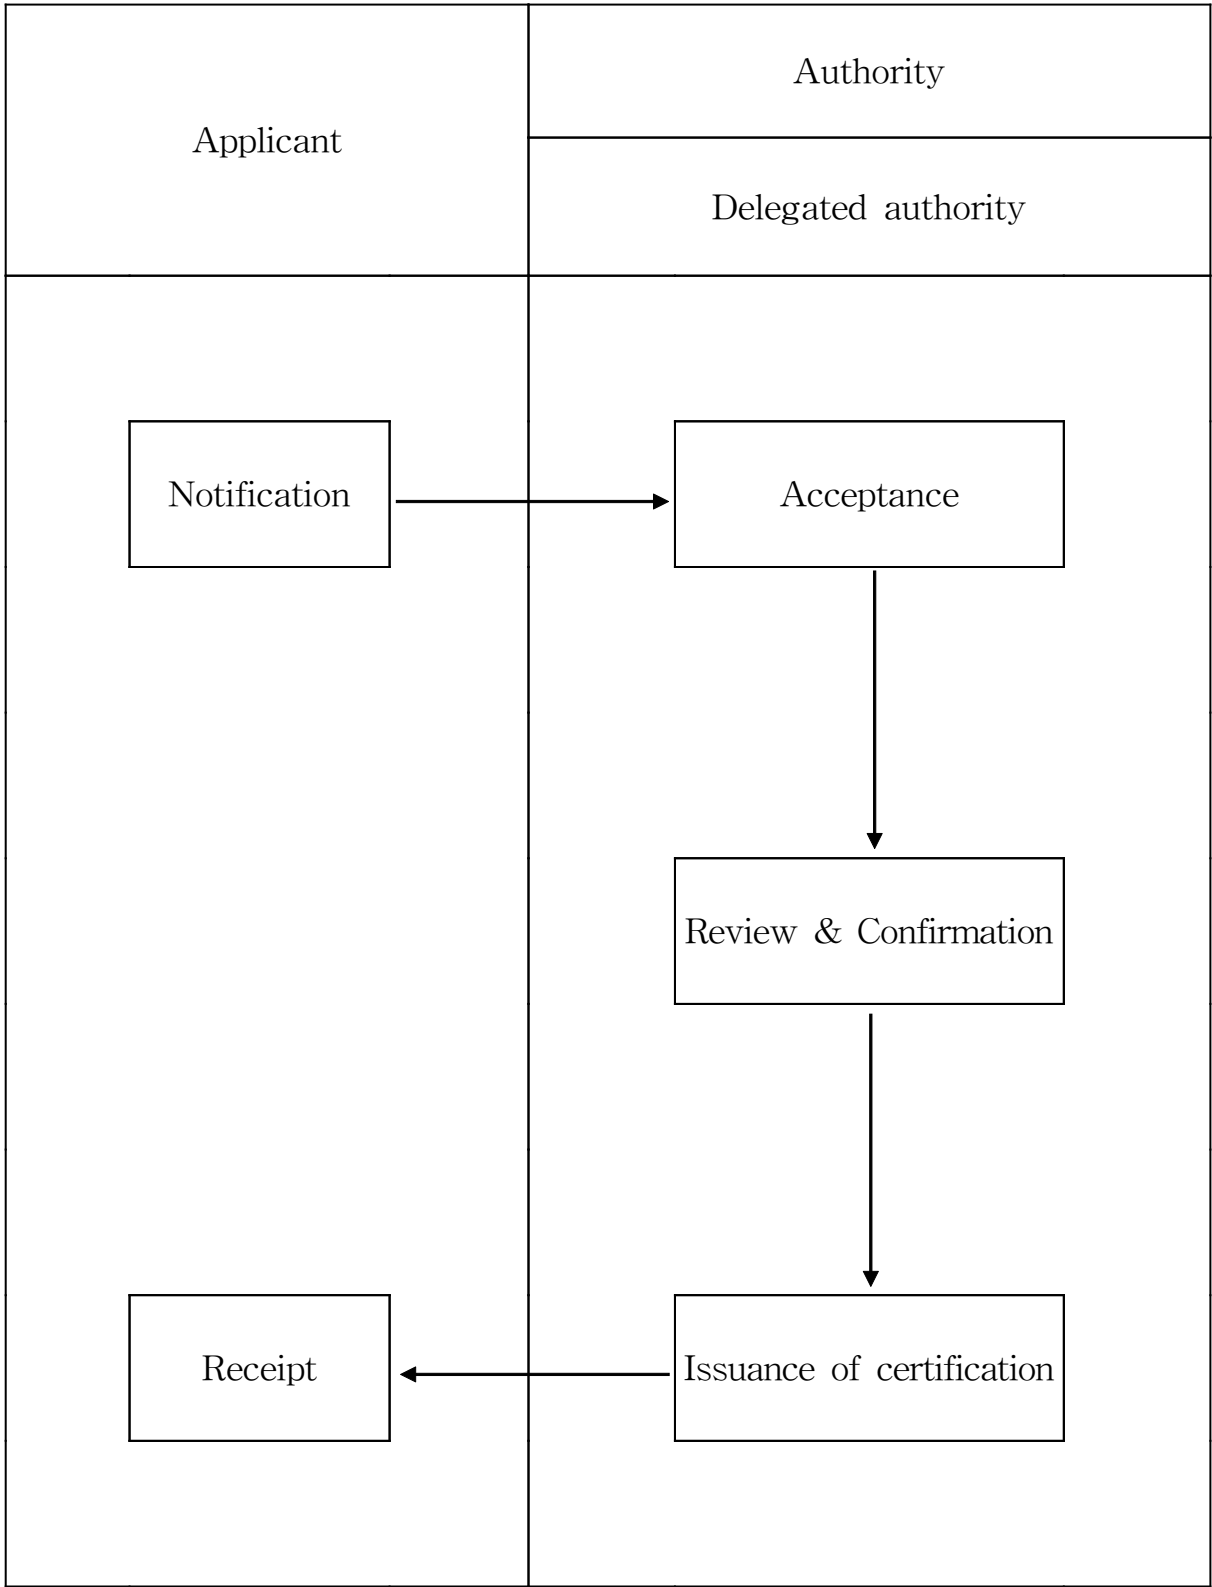 Applicant
Authority
Delegated authority
Notification
Acceptance
Review & Confirmation
Receipt
Issuance of certification